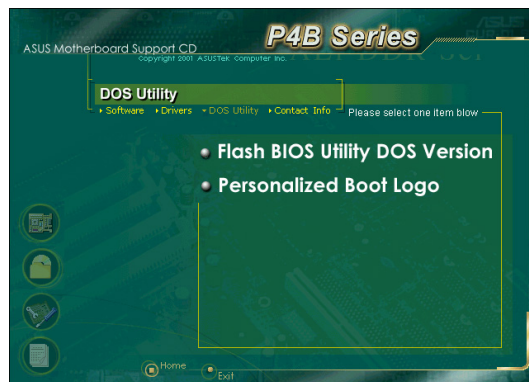 P4B Series
ASUS Motherboard Support CD
Copyright 2001 ASUSTeK Computer Inc.
DOS Utility
Software Drivers DOS Utility Contact Info
Please select one item blow
Flash BIOS Utility DOS Version
Personalized Boot Logo
Home
Exit